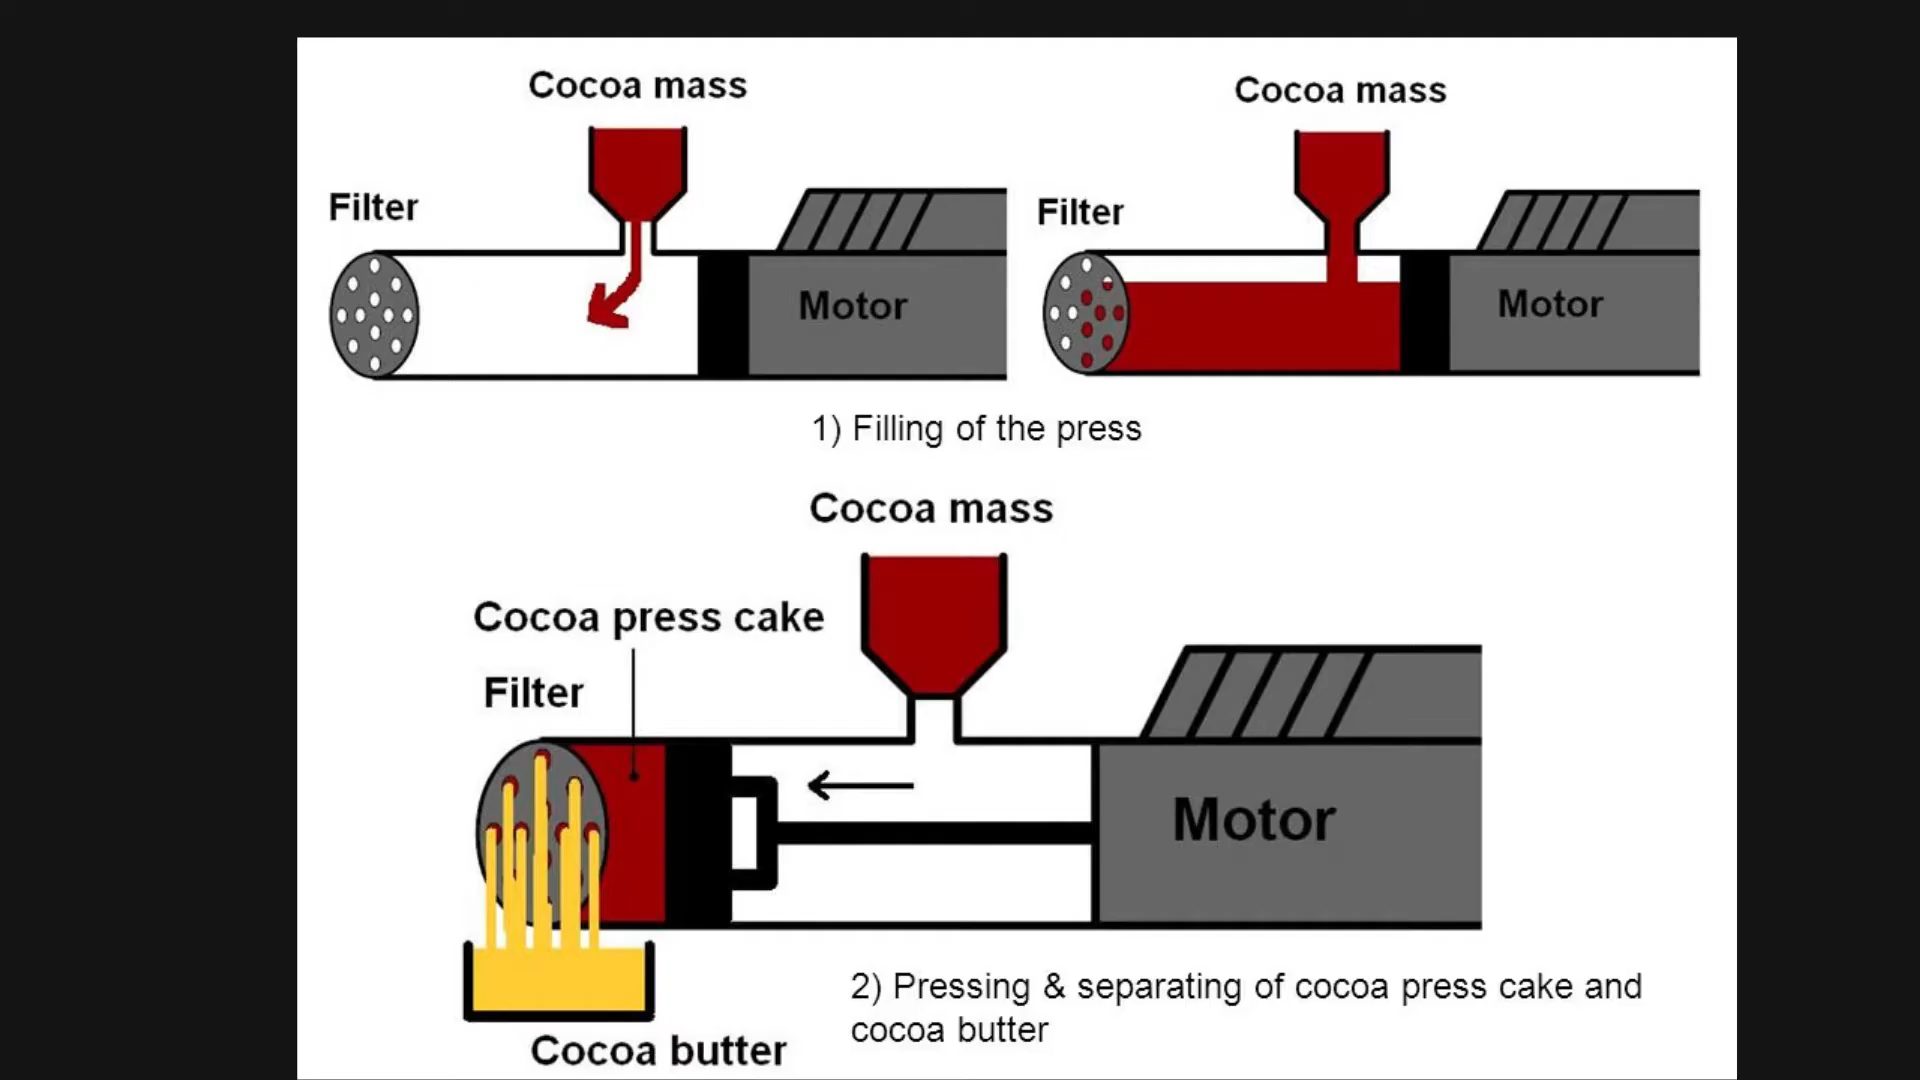 Cocoa mass
Cocoa mass
Filter
Filter
Motor
Motor
1) Filling of the press
Cocoa mass
Cocoa press cake
Filter
Motor
2) Pressing & separating of cocoa press cake and
cocoa butter
Cocoa butter